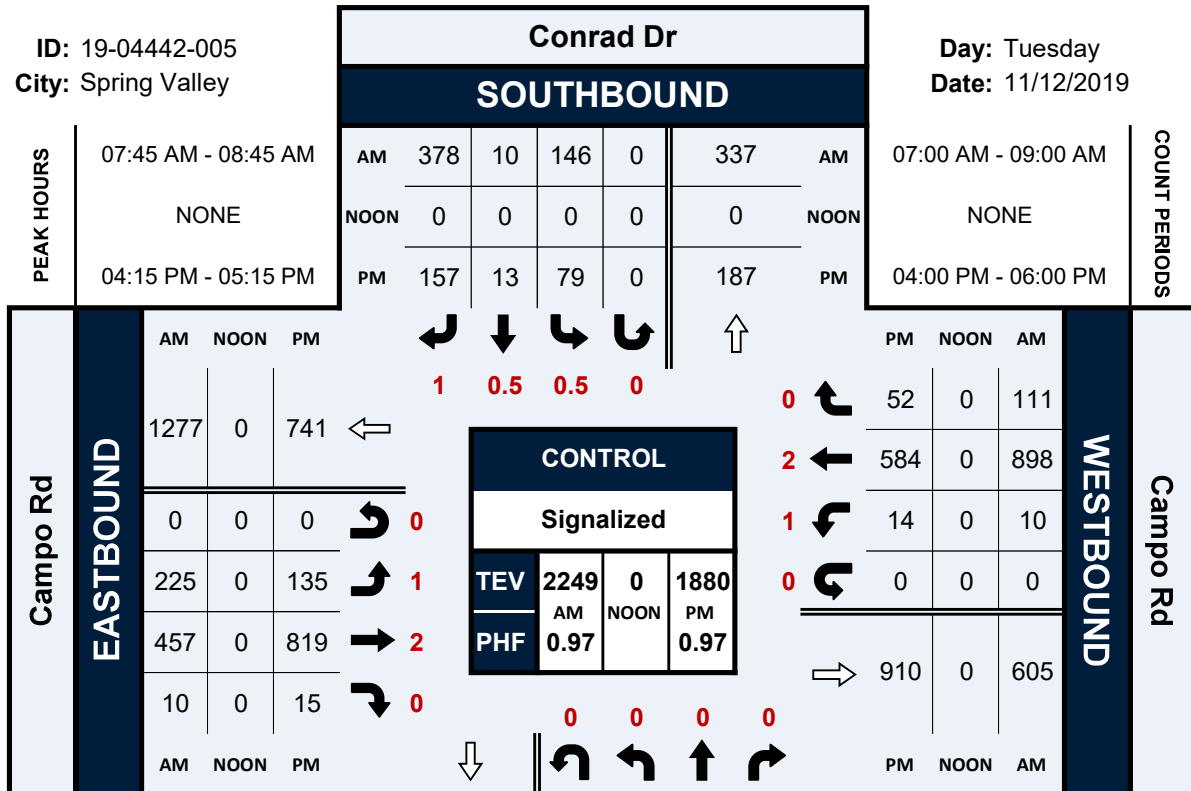 Conrad Dr
ID: 19-04442-005
City: Spring Valley
Day: Tuesday
Date: 11/12/2019
SOUTHBOUND
PEAK HOURS
07:45 AM - 08:45 AM
NONE
04:15 PM - 05:15 PM
AM 378 10 146 0 337 AM
NOON 0 0 0 0 0 NOON
PM 157 13 79 0 187 PM
07:00 AM - 09:00 AM
NONE
04:00 PM - 06:00 PM
COUNT PERIODS
1 0.5 0.5 0
Campo Rd
EASTBOUND
AM NOON PM
1277 0 741
0 0 0 0
225 0 135 1
457 0 819 2
10 0 15 0
AM NOON PM
CONTROL
Signalized
TEV 2249 0 1880
AM NOON PM
PHF 0.97 0.97
PM NOON AM
0 52 0 111
2 584 0 898
1 14 0 10
0 0 0 0
910 0 605
PM NOON AM
WESTBOUND
Campo Rd
0 0 0 0